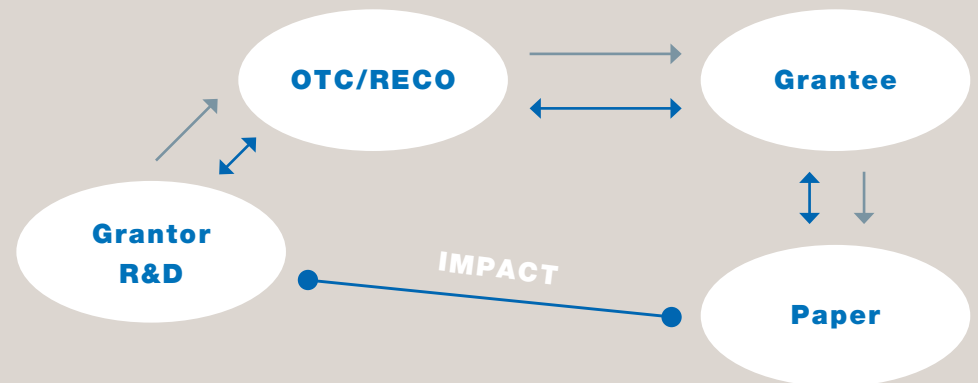 OTC/RECO
Grantee
Grantor
R&D
IMPACT
Paper